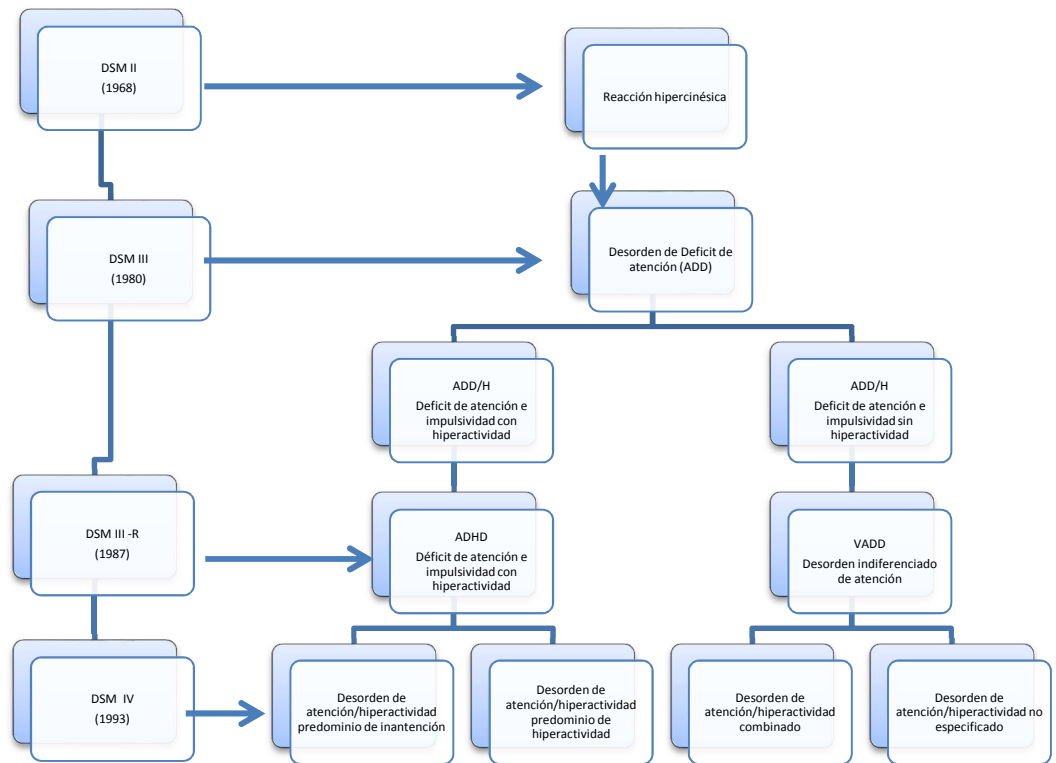 DSM II
(1968)
Reacción hipercinésica
DSM III
(1980)
Desorden de Deficit de
atención (ADD)
ADD/H
Deficit de atención e
impulsividad con
hiperactividad
ADD/H
Deficit de atención e
impulsividad sin
hiperactividad
DSM III -R
(1987)
ADHD
Déficit de atención e
impulsividad con
hiperactividad
VADD
Desorden indiferenciado
de atención
DSM IV
(1993)
Desorden de
atención/hiperactividad
predominio de inantención
Desorden de
atención/hiperactividad
predominio de
hiperactividad
Desorden de
atención/hiperactividad
combinado
Desorden de
atención/hiperactividad no
especificado